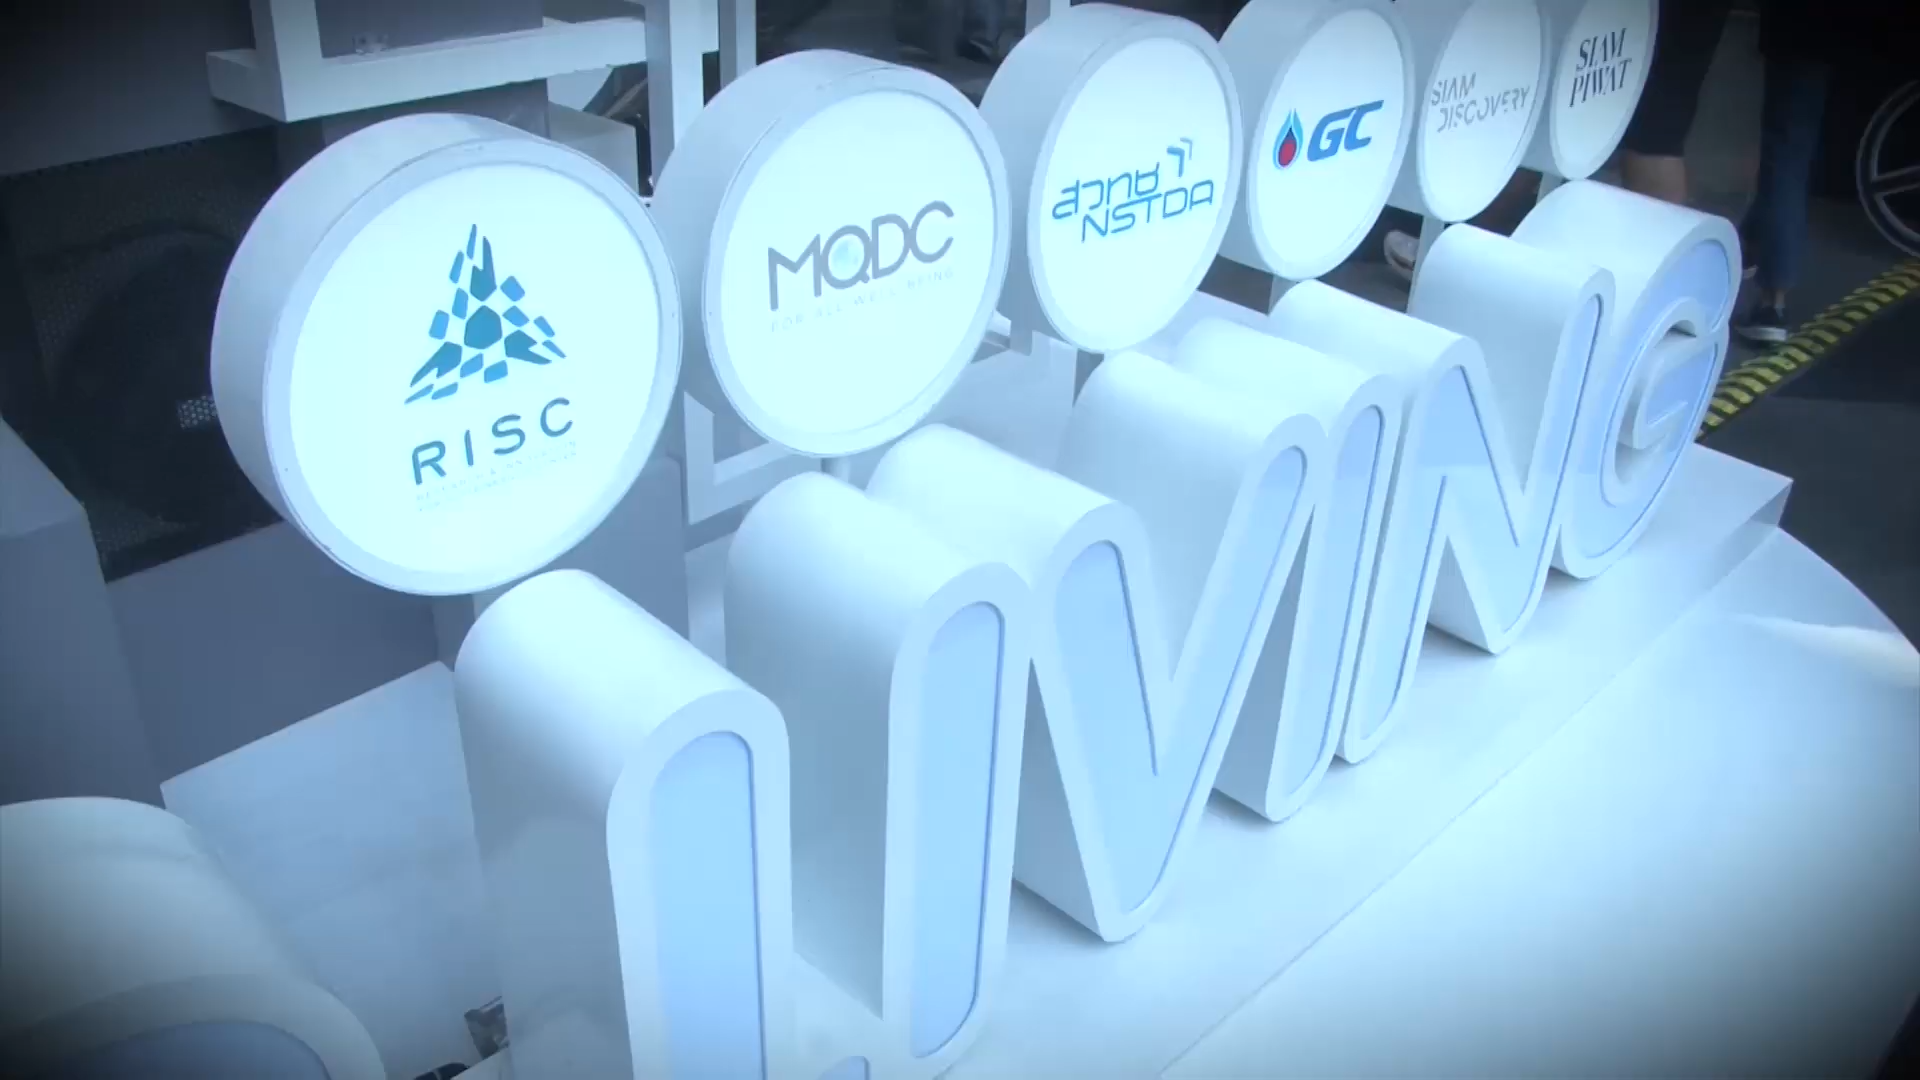 RISC
MQDC
FOR ALL WELL-BEING
สวทช
NSTDA
GC
SIAM
DISCOVERY
SIAM
PIWAT
LIVING